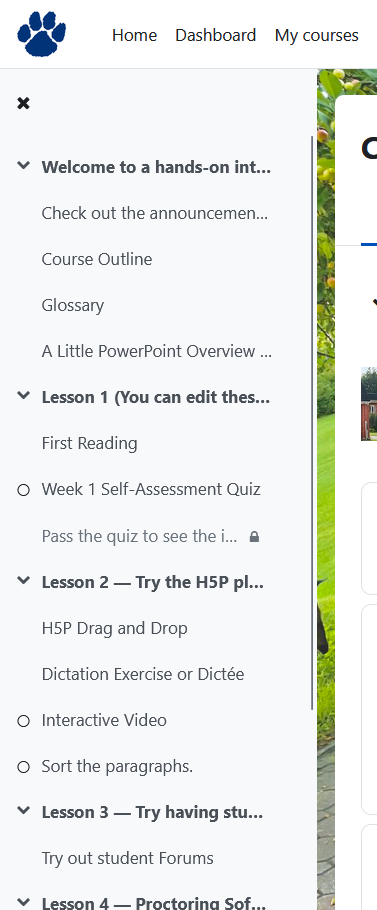 Home Dashboard My courses
Welcome to a hands-on int...
Check out the announcemen...
Course Outline
Glossary
A Little PowerPoint Overview ...
Lesson 1 (You can edit thes...
First Reading
Week 1 Self-Assessment Quiz
Pass the quiz to see the i...
Lesson 2 — Try the H5P pl...
H5P Drag and Drop
Dictation Exercise or Dictée
Interactive Video
Sort the paragraphs.
Lesson 3 — Try having stu...
Try out student Forums
Lesson 4 — Proctoring Sof...